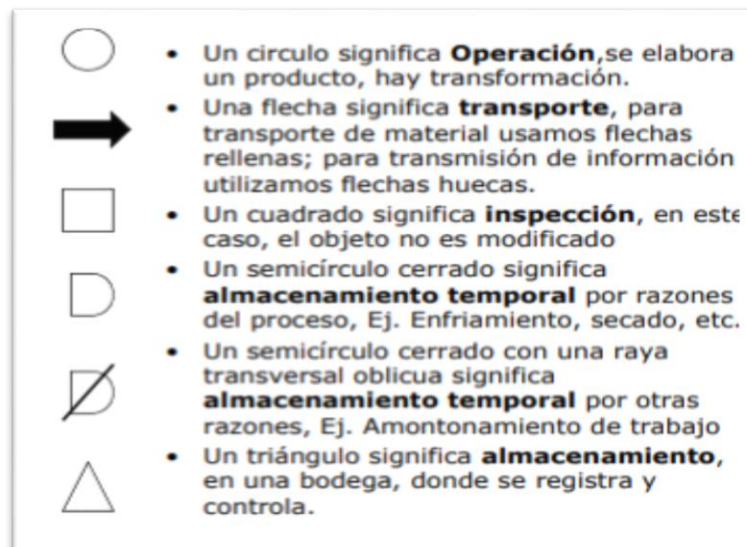 • Un circulo significa Operación,se elabora
un producto, hay transformación.
• Una flecha significa transporte, para
transporte de material usamos flechas
rellenas; para transmisión de información
utilizamos flechas huecas.
• Un cuadrado significa inspección, en este
caso, el objeto no es modificado
• Un semicírculo cerrado significa
almacenamiento temporal por razones
del proceso, Ej. Enfriamiento, secado, etc.
• Un semicírculo cerrado con una raya
transversal oblicua significa
almacenamiento temporal por otras
razones, Ej. Amontonamiento de trabajo
• Un triángulo significa almacenamiento,
en una bodega, donde se registra y
controla.